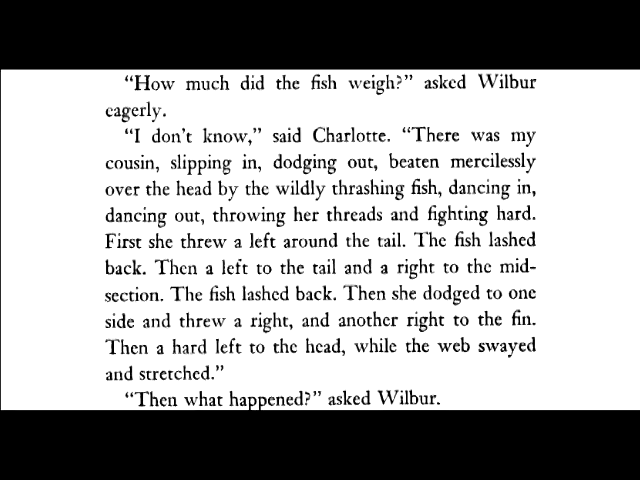 “How much did the fish weigh?” asked Wilbur
eagerly.
“I don’t know,” said Charlotte. “There was my
cousin, slipping in, dodging out, beaten mercilessly
over the head by the wildly thrashing fish, dancing in,
dancing out, throwing her threads and fighting hard.
First she threw a left around the tail. The fish lashed
back. Then a left to the tail and a right to the mid-
section. The fish lashed back. Then she dodged to one
side and threw a right, and another right to the fin.
Then a hard left to the head, while the web swayed
and stretched.”
“Then what happened?” asked Wilbur.